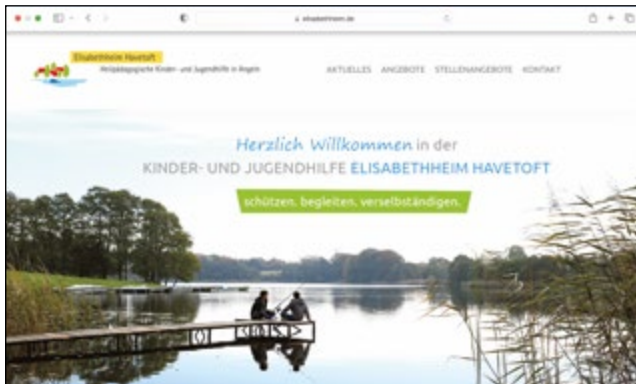 elisabethheim.de
Elisabethheim Havetoft
Heilpädagogische Kinder- und Jugendhilfe in Angeln
AKTUELLES ANGEBOTE STELLENANGEBOTE KONTAKT
Herzlich Willkommen in der
KINDER- UND JUGENDHILFE ELISABETHHEIM HAVETOFT
schützen. begleiten. verselbständigen.